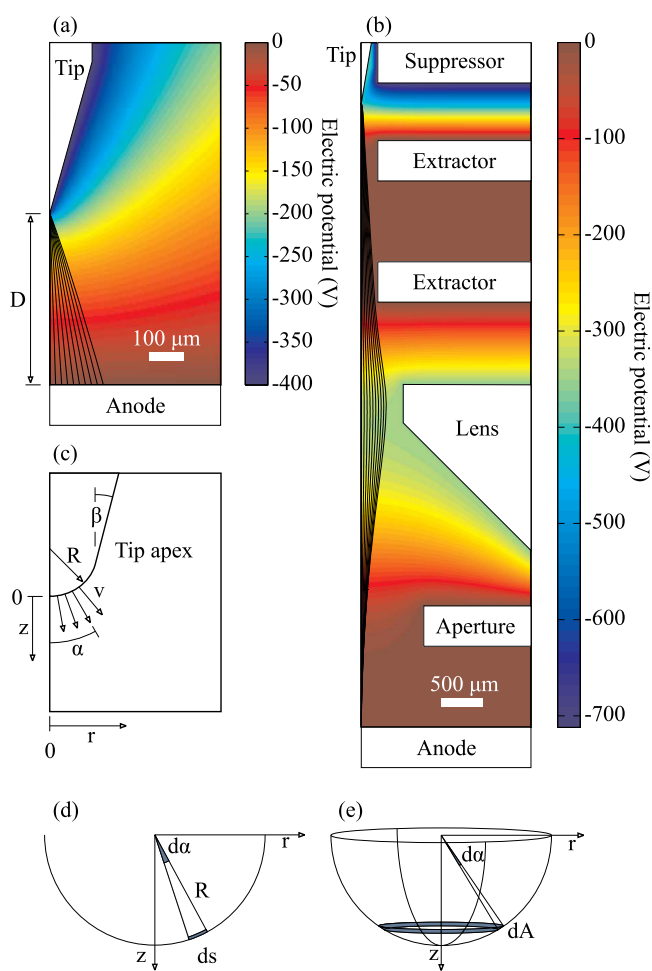 (a)
Tip
D
100 μm
Anode
0
-50
-100
-150
-200
-250
-300
-350
-400
Electric potential (V)
(b)
Tip
Suppressor
Extractor
Extractor
Lens
Aperture
500 μm
Anode
0
-100
-200
-300
-400
-500
-600
-700
Electric potential (V)
(c)
β
R
Tip apex
v
0
z
α
0
r
(d)
r
dα
R
ds
z
(e)
r
dα
dA
z